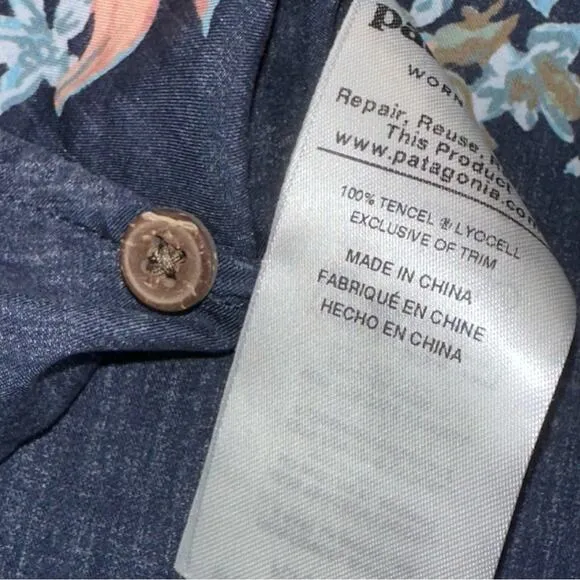 pa
WORN
Repair, Reuse,
This Product
www.patagonia.com
100% TENCEL ® LYOCELL
EXCLUSIVE OF TRIM
MADE IN CHINA
FABRIQUÉ EN CHINE
HECHO EN CHINA